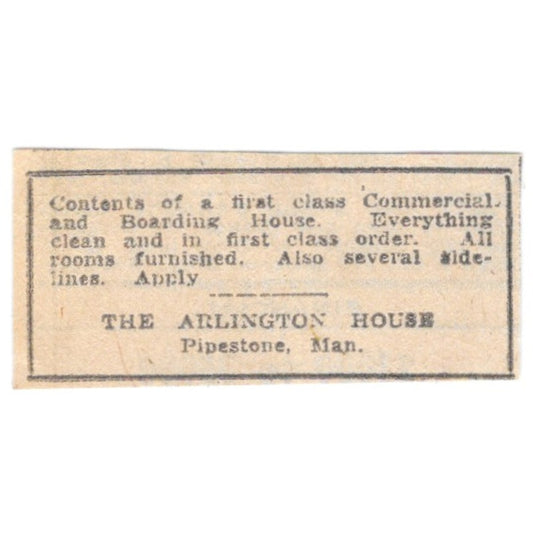 Contents of a first class Commercial
and Boarding House. Everything
clean and in first class order. All
rooms furnished. Also several side-
lines. Apply
THE ARLINGTON HOUSE
Pipestone, Man.